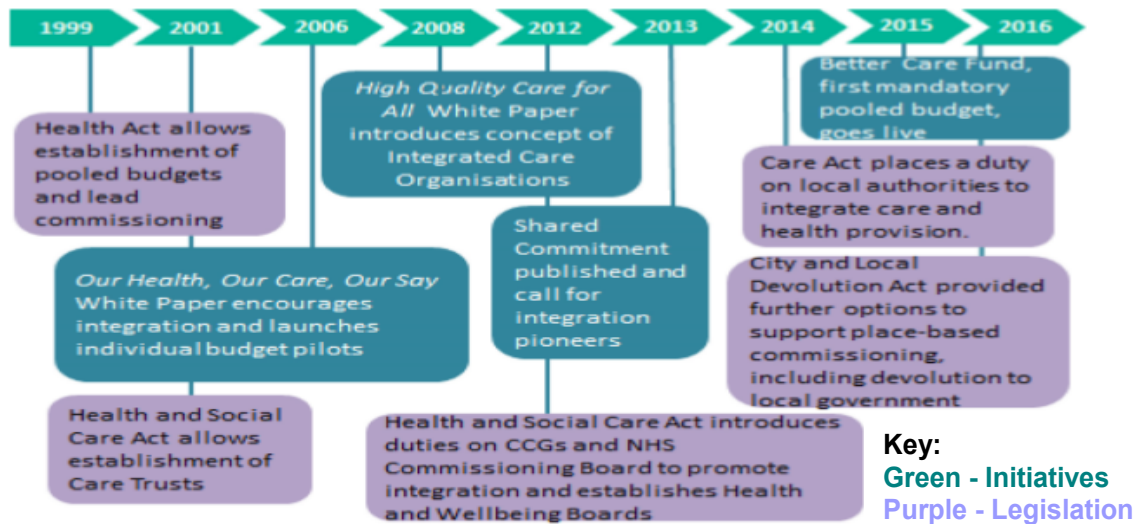 1999 2001 2006 2008 2012 2013 2014 2015 2016
Health Act allows
establishment of
pooled budgets
and lead
commissioning
Our Health, Our Care, Our Say
White Paper encourages
integration and launches
individual budget pilots
Health and Social
Care Act allows
establishment of
Care Trusts
High Quality Care for
All White Paper
introduces concept of
Integrated Care
Organisations
Shared
Commitment
published and
call for
integration
pioneers
Health and Social Care Act introduces
duties on CCGs and NHS
Commissioning Board to promote
integration and establishes Health
and Wellbeing Boards
Better Care Fund,
first mandatory
pooled budget,
goes live
Care Act places a duty
on local authorities to
integrate care and
health provision.
City and Local
Devolution Act provided
further options to
support place-based
commissioning,
including devolution to
local government
Key:
Green - Initiatives
Purple - Legislation